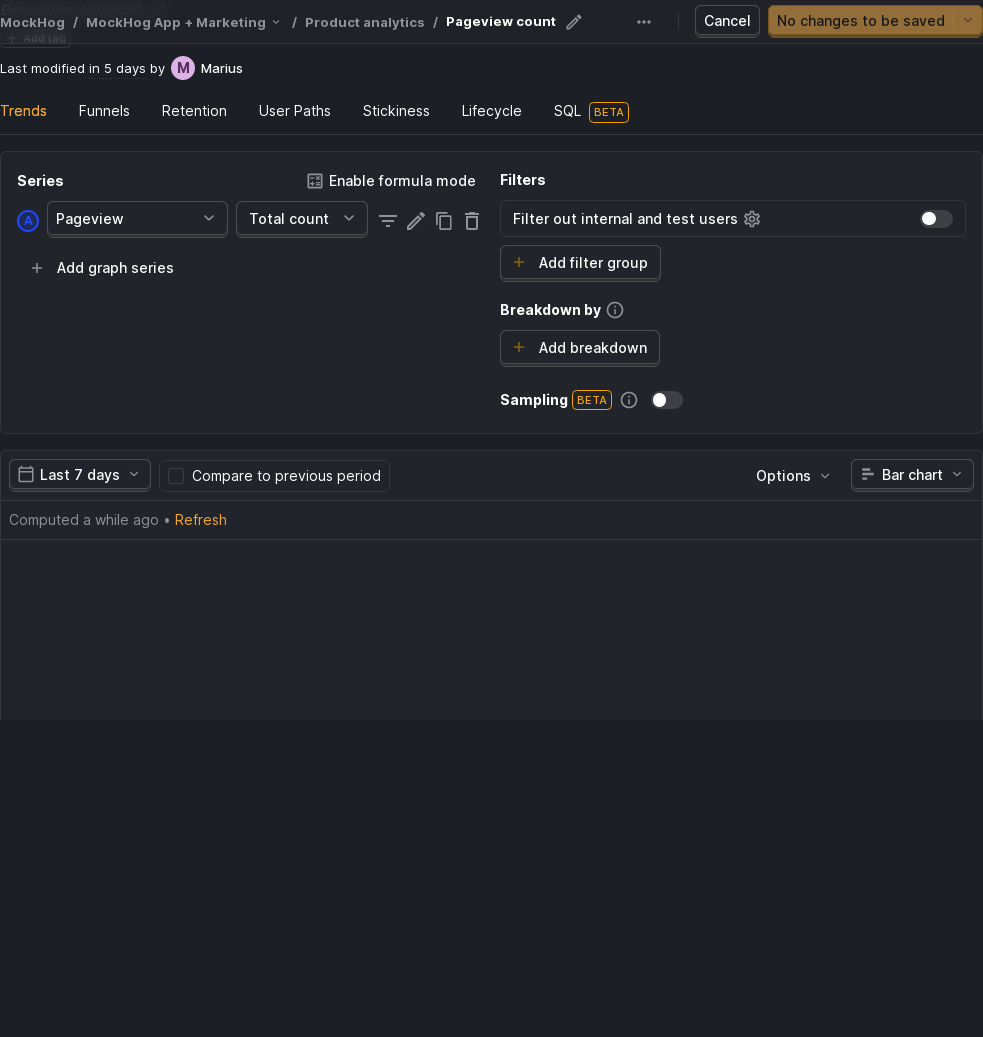 MockHog / MockHog App + Marketing / Product analytics / Pageview count
Cancel
No changes to be saved
Add tag
Last modified in 5 days by M Marius
Trends Funnels Retention User Paths Stickiness Lifecycle SQL BETA
Series
Enable formula mode
A Pageview Total count
Add graph series
Filters
Filter out internal and test users
Add filter group
Breakdown by
Add breakdown
Sampling BETA
Last 7 days Compare to previous period Options Bar chart
Computed a while ago • Refresh